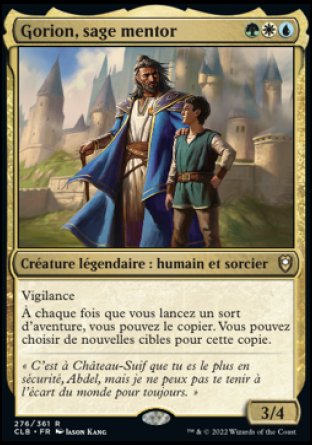 Gorion, sage mentor
Créature légendaire : humain et sorcier
Vigilance
À chaque fois que vous lancez un sort
d'aventure, vous pouvez le copier. Vous pouvez
choisir de nouvelles cibles pour cette copie.
« C'est à Château-Suif que tu es le plus en
sécurité, Abdel, mais je ne peux pas te tenir à
l'écart du monde pour toujours. »
3/4
276/361 R
CLB • FR Iason Kang
™ & © 2022 Wizards of the Coast